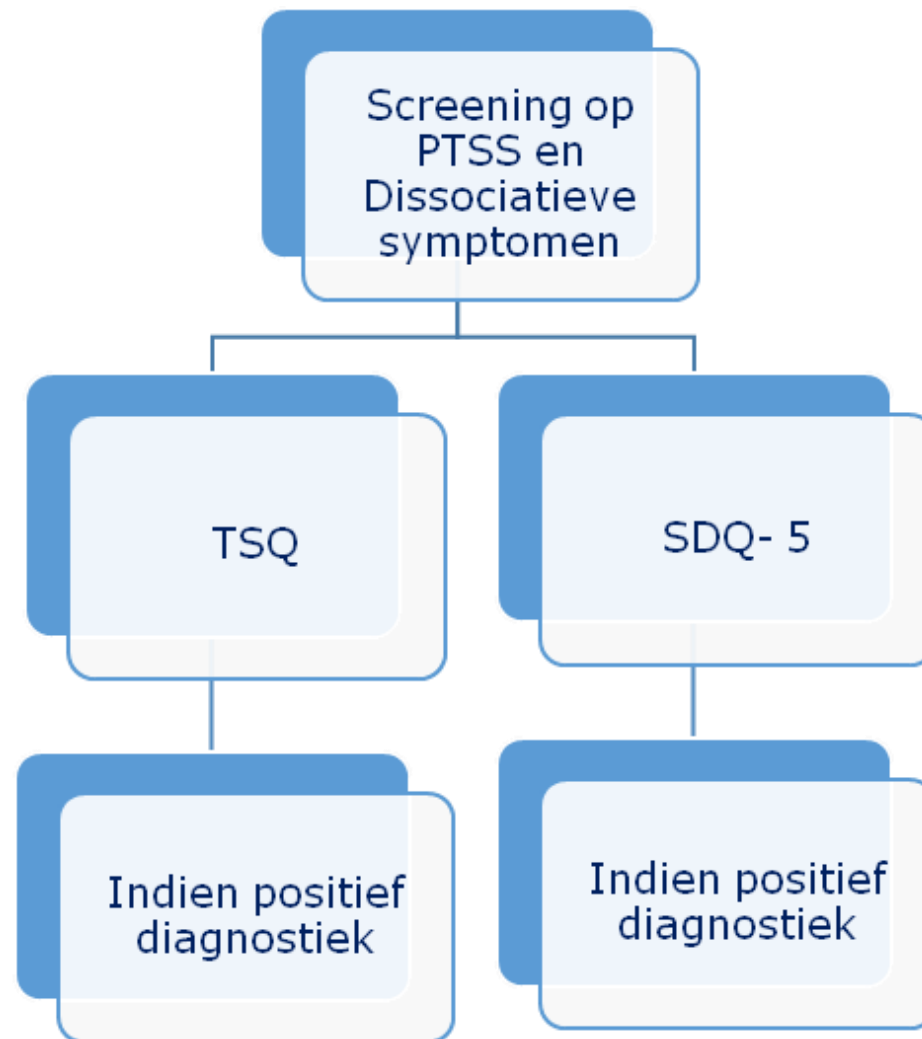 Screening op
PTSS en
Dissociatieve
symptomen
TSQ
SDQ- 5
Indien positief
diagnostiek
Indien positief
diagnostiek